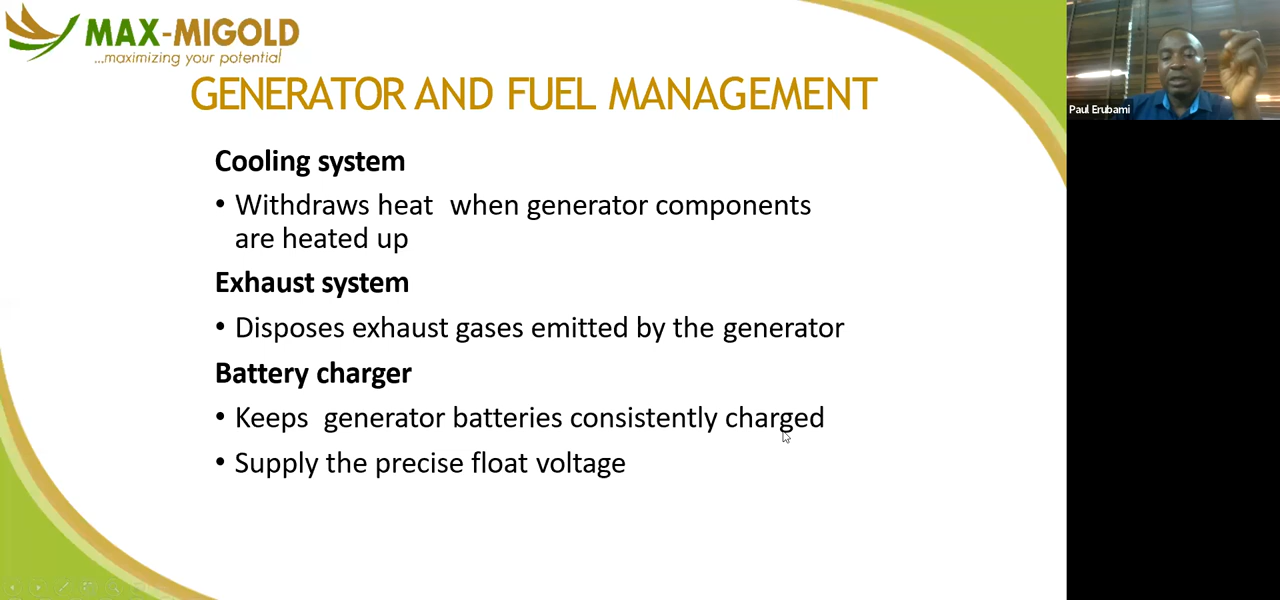 MAX-MIGOLD
...maximizing your potential
GENERATOR AND FUEL MANAGEMENT
Paul Erubami
Cooling system
• Withdraws heat when generator components
are heated up
Exhaust system
• Disposes exhaust gases emitted by the generator
Battery charger
• Keeps generator batteries consistently charged
• Supply the precise float voltage